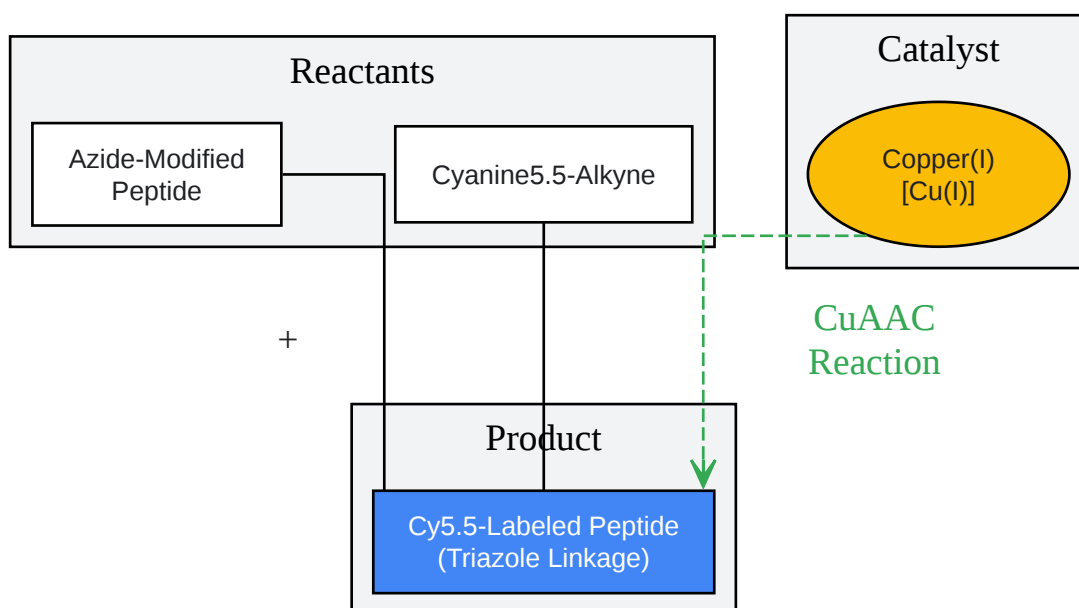 Reactants
Azide-Modified
Peptide
Cyanine5.5-Alkyne
Catalyst
Copper(I)
[Cu(I)]
CuAAC
Reaction
+
Product
Cy5.5-Labeled Peptide
(Triazole Linkage)